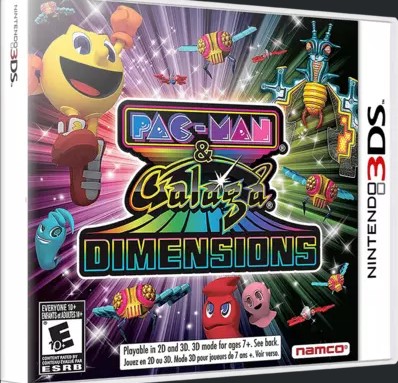 NINTENDO 3DS
PAC-MAN®
&
Galaga®
DIMENSIONS
NINTENDO 3DS
EVERYONE 10+
ENFANTS et ADULTES 10+
E
10+
CONTENT RATED BY
CONTENU ÉVALUÉ PAR
ESRB
Playable in 2D and 3D. 3D mode for ages 7+. See back.
Jouez en 2D ou 3D. Mode 3D pour joueurs de 7 ans +. Voir verso.
namco®